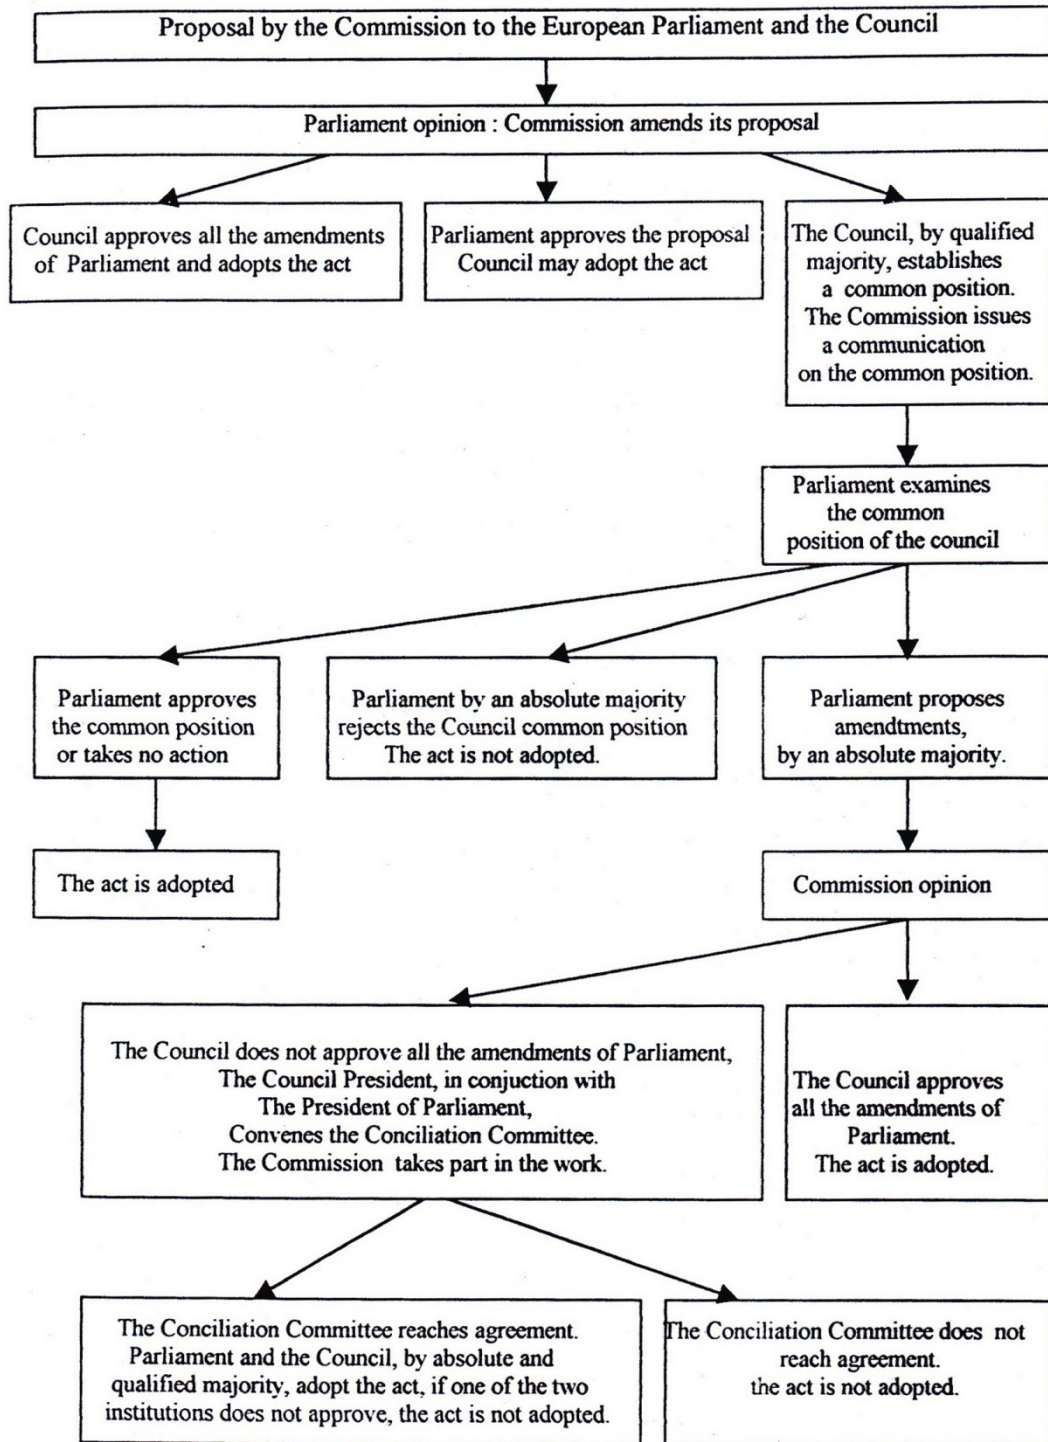 Proposal by the Commission to the European Parliament and the Council
Parliament opinion : Commission amends its proposal
Council approves all the amendments
of Parliament and adopts the act
Parliament approves the proposal
Council may adopt the act
The Council, by qualified
majority, establishes
a common position.
The Commission issues
a communication
on the common position.
Parliament examines
the common
position of the council
Parliament approves
the common position
or takes no action
Parliament by an absolute majority
rejects the Council common position
The act is not adopted.
Parliament proposes
amendtments,
by an absolute majority.
The act is adopted
Commission opinion
The Council does not approve all the amendments of Parliament,
The Council President, in conjuction with
The President of Parliament,
Convenes the Conciliation Committee.
The Commission takes part in the work.
The Council approves
all the amendments of
Parliament.
The act is adopted.
The Conciliation Committee reaches agreement.
Parliament and the Council, by absolute and
qualified majority, adopt the act, if one of the two
institutions does not approve, the act is not adopted.
The Conciliation Committee does not
reach agreement.
the act is not adopted.